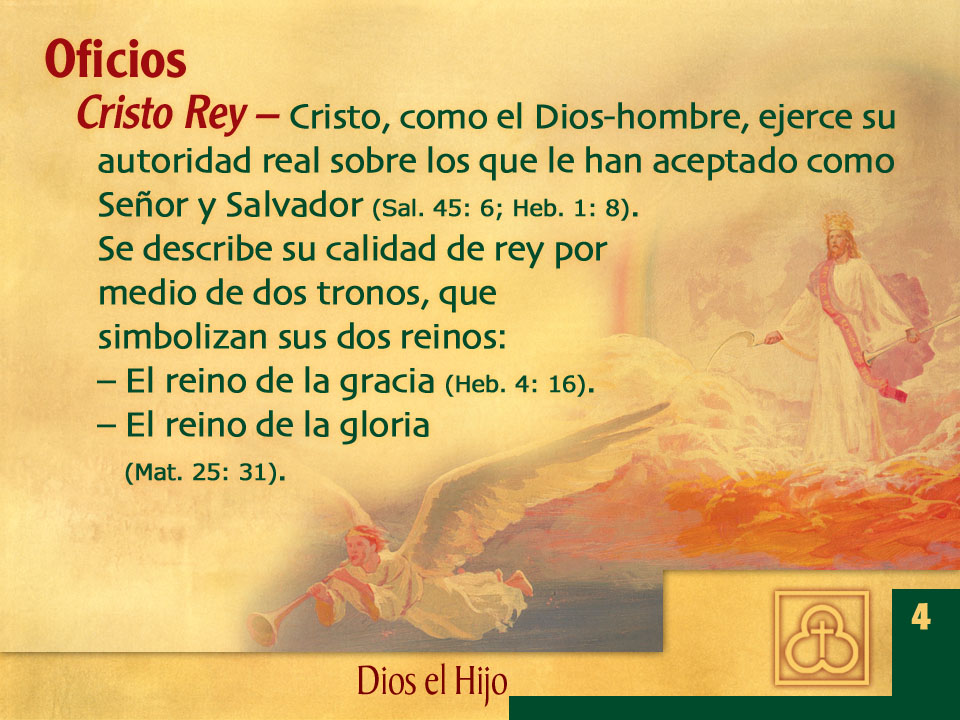 Oficios
Cristo Rey – Cristo, como el Dios-hombre, ejerce su
autoridad real sobre los que le han aceptado como
Señor y Salvador (Sal. 45: 6; Heb. 1: 8).
Se describe su calidad de rey por
medio de dos tronos, que
simbolizan sus dos reinos:
– El reino de la gracia (Heb. 4: 16).
– El reino de la gloria
(Mat. 25: 31).
4
Dios el Hijo